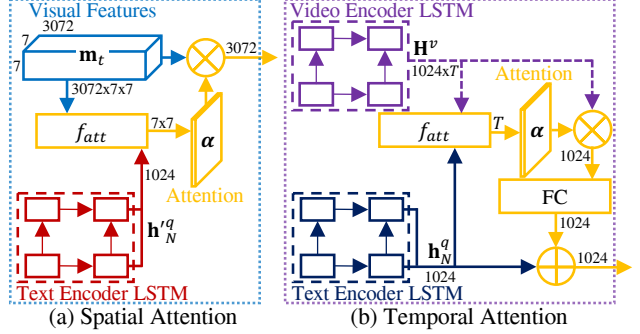 Visual Features
3072
7
7
m_t
3072
3072x7x7
f_att
7x7
α
Attention
1024
h'^q_N
Text Encoder LSTM
(a) Spatial Attention
Video Encoder LSTM
H^v
1024xT
Attention
f_att
T
α
1024
FC
1024
h^q_N
1024
1024
Text Encoder LSTM
(b) Temporal Attention